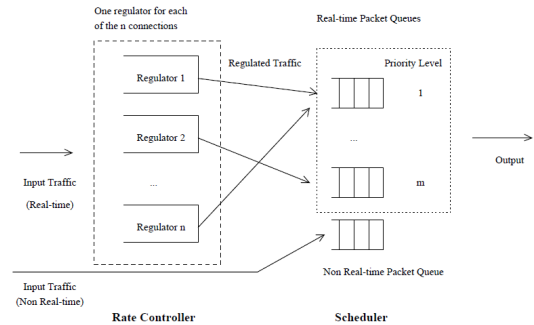 One regulator for each
of the n connections
Real-time Packet Queues
Regulated Traffic
Priority Level
Regulator 1
1
Regulator 2
...
Output
Input Traffic
(Real-time)
...
m
Regulator n
Non Real-time Packet Queue
Input Traffic
(Non Real-time)
Rate Controller
Scheduler